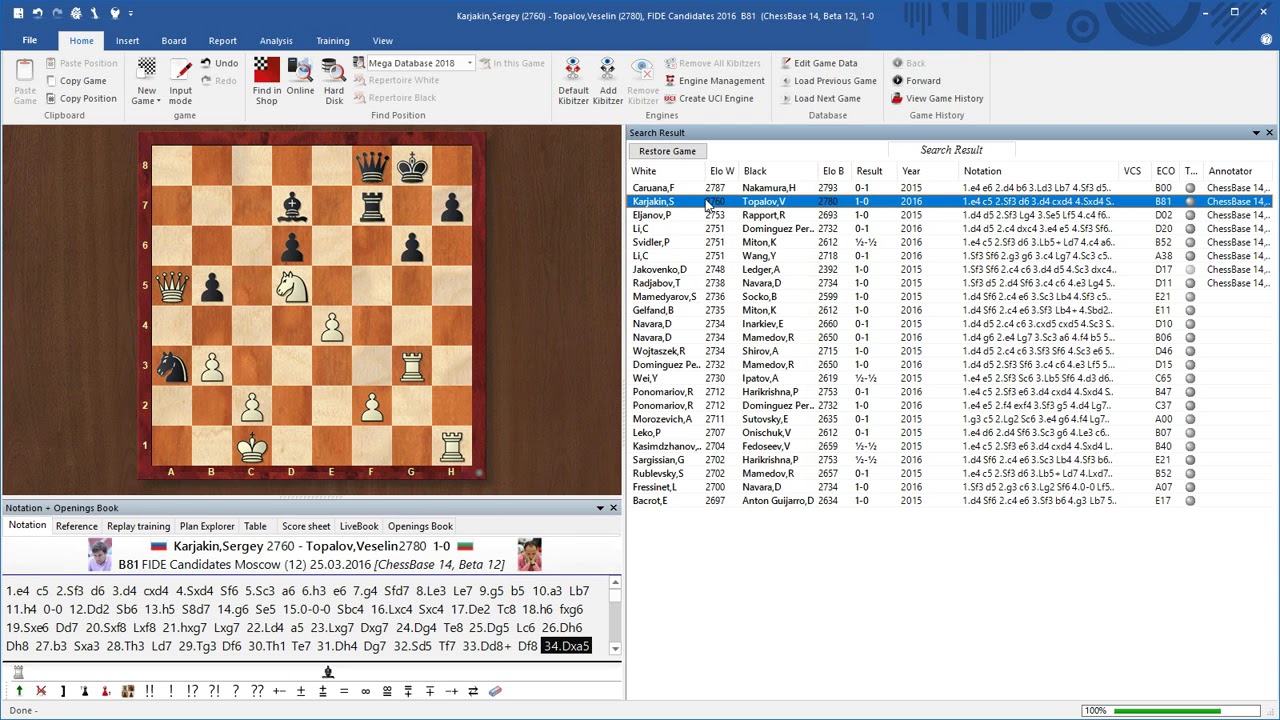 Karjakin,Sergey (2760) - Topalov,Veselin (2780), FIDE Candidates 2016 B81 (ChessBase 14, Beta 12), 1-0
File Home Insert Board Report Analysis Training View
Paste Game
Paste Position
Copy Game
Copy Position
Clipboard
New Game
Input mode
Undo
Redo
game
Find in Shop
Online
Hard Disk
Mega Database 2018
In this Game
Repertoire White
Repertoire Black
Find Position
Default Kibitzer
Add Kibitzer
Remove Kibitzer
Remove All Kibitzers
Engine Management
Create UCI Engine
Engines
Edit Game Data
Load Previous Game
Load Next Game
Database
Back
Forward
View Game History
Game History
8
7
6
5
4
3
2
1
A B C D E F G H
Search Result
Restore Game
Search Result
White Elo W Black Elo B Result Year Notation VCS ECO T... Annotator
Caruana,F 2787 Nakamura,H 2793 0-1 2015 1.e4 e6 2.d4 b6 3.Ld3 Lb7 4.Sf3 d5.. B00 ChessBase 14,..
Karjakin,S 2760 Topalov,V 2780 1-0 2016 1.e4 c5 2.Sf3 d6 3.d4 cxd4 4.Sxd4 S.. B81 ChessBase 14,..
Eljanov,P 2753 Rapport,R 2693 1-0 2015 1.d4 d5 2.Sf3 Lg4 3.Se5 Lf5 4.c4 f6.. D02 ChessBase 14,..
Li,C 2751 Dominguez Per.. 2732 0-1 2016 1.d4 d5 2.c4 dxc4 3.e4 e5 4.Sf3.. D20 ChessBase 14,..
Svidler,P 2751 Miton,K 2612 ½-½ 2016 1.e4 c5 2.Sf3 d6 3.Lb5+ Ld7 4.c4 a6.. B52 ChessBase 14,..
Li,C 2751 Wang,Y 2718 0-1 2016 1.Sf3 Sf6 2.g3 g6 3.c4 Lg7 4.Sc3 c5.. A38 ChessBase 14,..
Jakovenko,D 2748 Ledger,A 2392 1-0 2015 1.Sf3 Sf6 2.c4 c6 3.d4 d5 4.Sc3 dxc4.. D17 ChessBase 14,..
Radjabov,T 2738 Navara,D 2734 1-0 2015 1.d4 d5 2.c4 c6 3.Sf3 Sf6 4.e3 Lg4 5.. D11 ChessBase 14,..
Mamedyarov,S 2736 Socko,B 2599 1-0 2015 1.d4 Sf6 2.c4 e6 3.Sc3 Lb4 4.Sf3 c5.. E21
Gelfand,B 2735 Miton,K 2612 1-0 2015 1.d4 Sf6 2.c4 e6 3.Sf3 Lb4+ 4.Sbd2.. E11
Navara,D 2734 Inarkiev,E 2660 0-1 2015 1.d4 d5 2.c4 c6 3.cxd5 cxd5 4.Sc3 S.. D10
Navara,D 2734 Mamedov,R 2650 0-1 2015 1.d4 g6 2.e4 Lg7 3.Sc3 a6 4.f4 b5 5.. B06
Wojtaszek,R 2733 Shirov,A 2715 1-0 2015 1.d4 d5 2.c4 c6 3.Sf3 Sf6 4.Sc3 e6 5.. D46
Dominguez Pe.. 2732 Mamedov,R 2650 1-0 2015 1.d4 d5 2.Sf3 Sf6 3.c4 c6 4.e3 Lf5 5... D15
Wei,Y 2730 Ipatov,A 2619 ½-½ 2015 1.e4 e5 2.Sf3 Sc6 3.Lb5 Sf6 4.d3 d6.. C65
Ponomariov,R 2712 Harikrishna,P 2753 0-1 2015 1.e4 c5 2.Sf3 e6 3.d4 cxd4 4.Sxd4 S.. B47
Ponomariov,R 2712 Dominguez Per.. 2732 0-1 2015 1.e4 e5 2.f4 exf4 3.Sf3 g5 4.d4 Lg7.. C37
Morozevich,A 2711 Sutovsky,E 2635 0-1 2015 1.g3 c5 2.Lg2 Sc6 3.e4 g6 4.f4 Lg7.. A00
Leko,P 2707 Onischuk,V 2612 0-1 2015 1.e4 d6 2.d4 Sf6 3.Sc3 g6 4.Le3 c6.. B07
Kasimdzhanov,.. 2704 Fedoseev,V 2659 ½-½ 2015 1.e4 c5 2.Sf3 e6 3.d4 cxd4 4.Sxd4 L.. B40
Sargissian,G 2702 Harikrishna,P 2753 ½-½ 2015 1.d4 Sf6 2.c4 e6 3.Sc3 Lb4 4.Sf3 b6.. E21
Rublevsky,S 2702 Mamedov,R 2657 0-1 2015 1.e4 c5 2.Sf3 d6 3.Lb5+ Ld7 4.Lxd7.. B52
Fressinet,L 2700 Navara,D 2734 1-0 2015 1.Sf3 d5 2.g3 c6 3.Lg2 Sf6 4.0-0 Lf5.. A07
Bacrot,E 2697 Anton Guijarro,D 2634 1-0 2015 1.d4 Sf6 2.c4 e6 3.Sf3 b6 4.g3 Lb7 5.. E17
Notation + Openings Book
Notation Reference Replay training Plan Explorer Table Score sheet LiveBook Openings Book
Karjakin,Sergey 2760 - Topalov,Veselin2780 1-0
B81 FIDE Candidates Moscow (12) 25.03.2016 [ChessBase 14, Beta 12]
1.e4 c5 2.Sf3 d6 3.d4 cxd4 4.Sxd4 Sf6 5.Sc3 a6 6.h3 e6 7.g4 Sfd7 8.Le3 Le7 9.g5 b5 10.a3 Lb7
11.h4 0-0 12.Dd2 Sb6 13.h5 S8d7 14.g6 Se5 15.0-0-0 Sbc4 16.Lxc4 Sxc4 17.De2 Tc8 18.h6 fxg6
19.Sxe6 Dd7 20.Sxf8 Lxf8 21.hxg7 Lxg7 22.Ld4 a5 23.Lxg7 Dxg7 24.Dg4 Te8 25.Dg5 Lc6 26.Dh6
Dh8 27.b3 Sxa3 28.Th3 Ld7 29.Tg3 Df6 30.Th1 Te7 31.Dh4 Dg7 32.Sd5 Tf7 33.Dd8+ Df8 34.Dxa5
!! ! !? ?! ? ?? +- ± ⩲ = ∞ ⩱ ∓ -+
Done -
100%